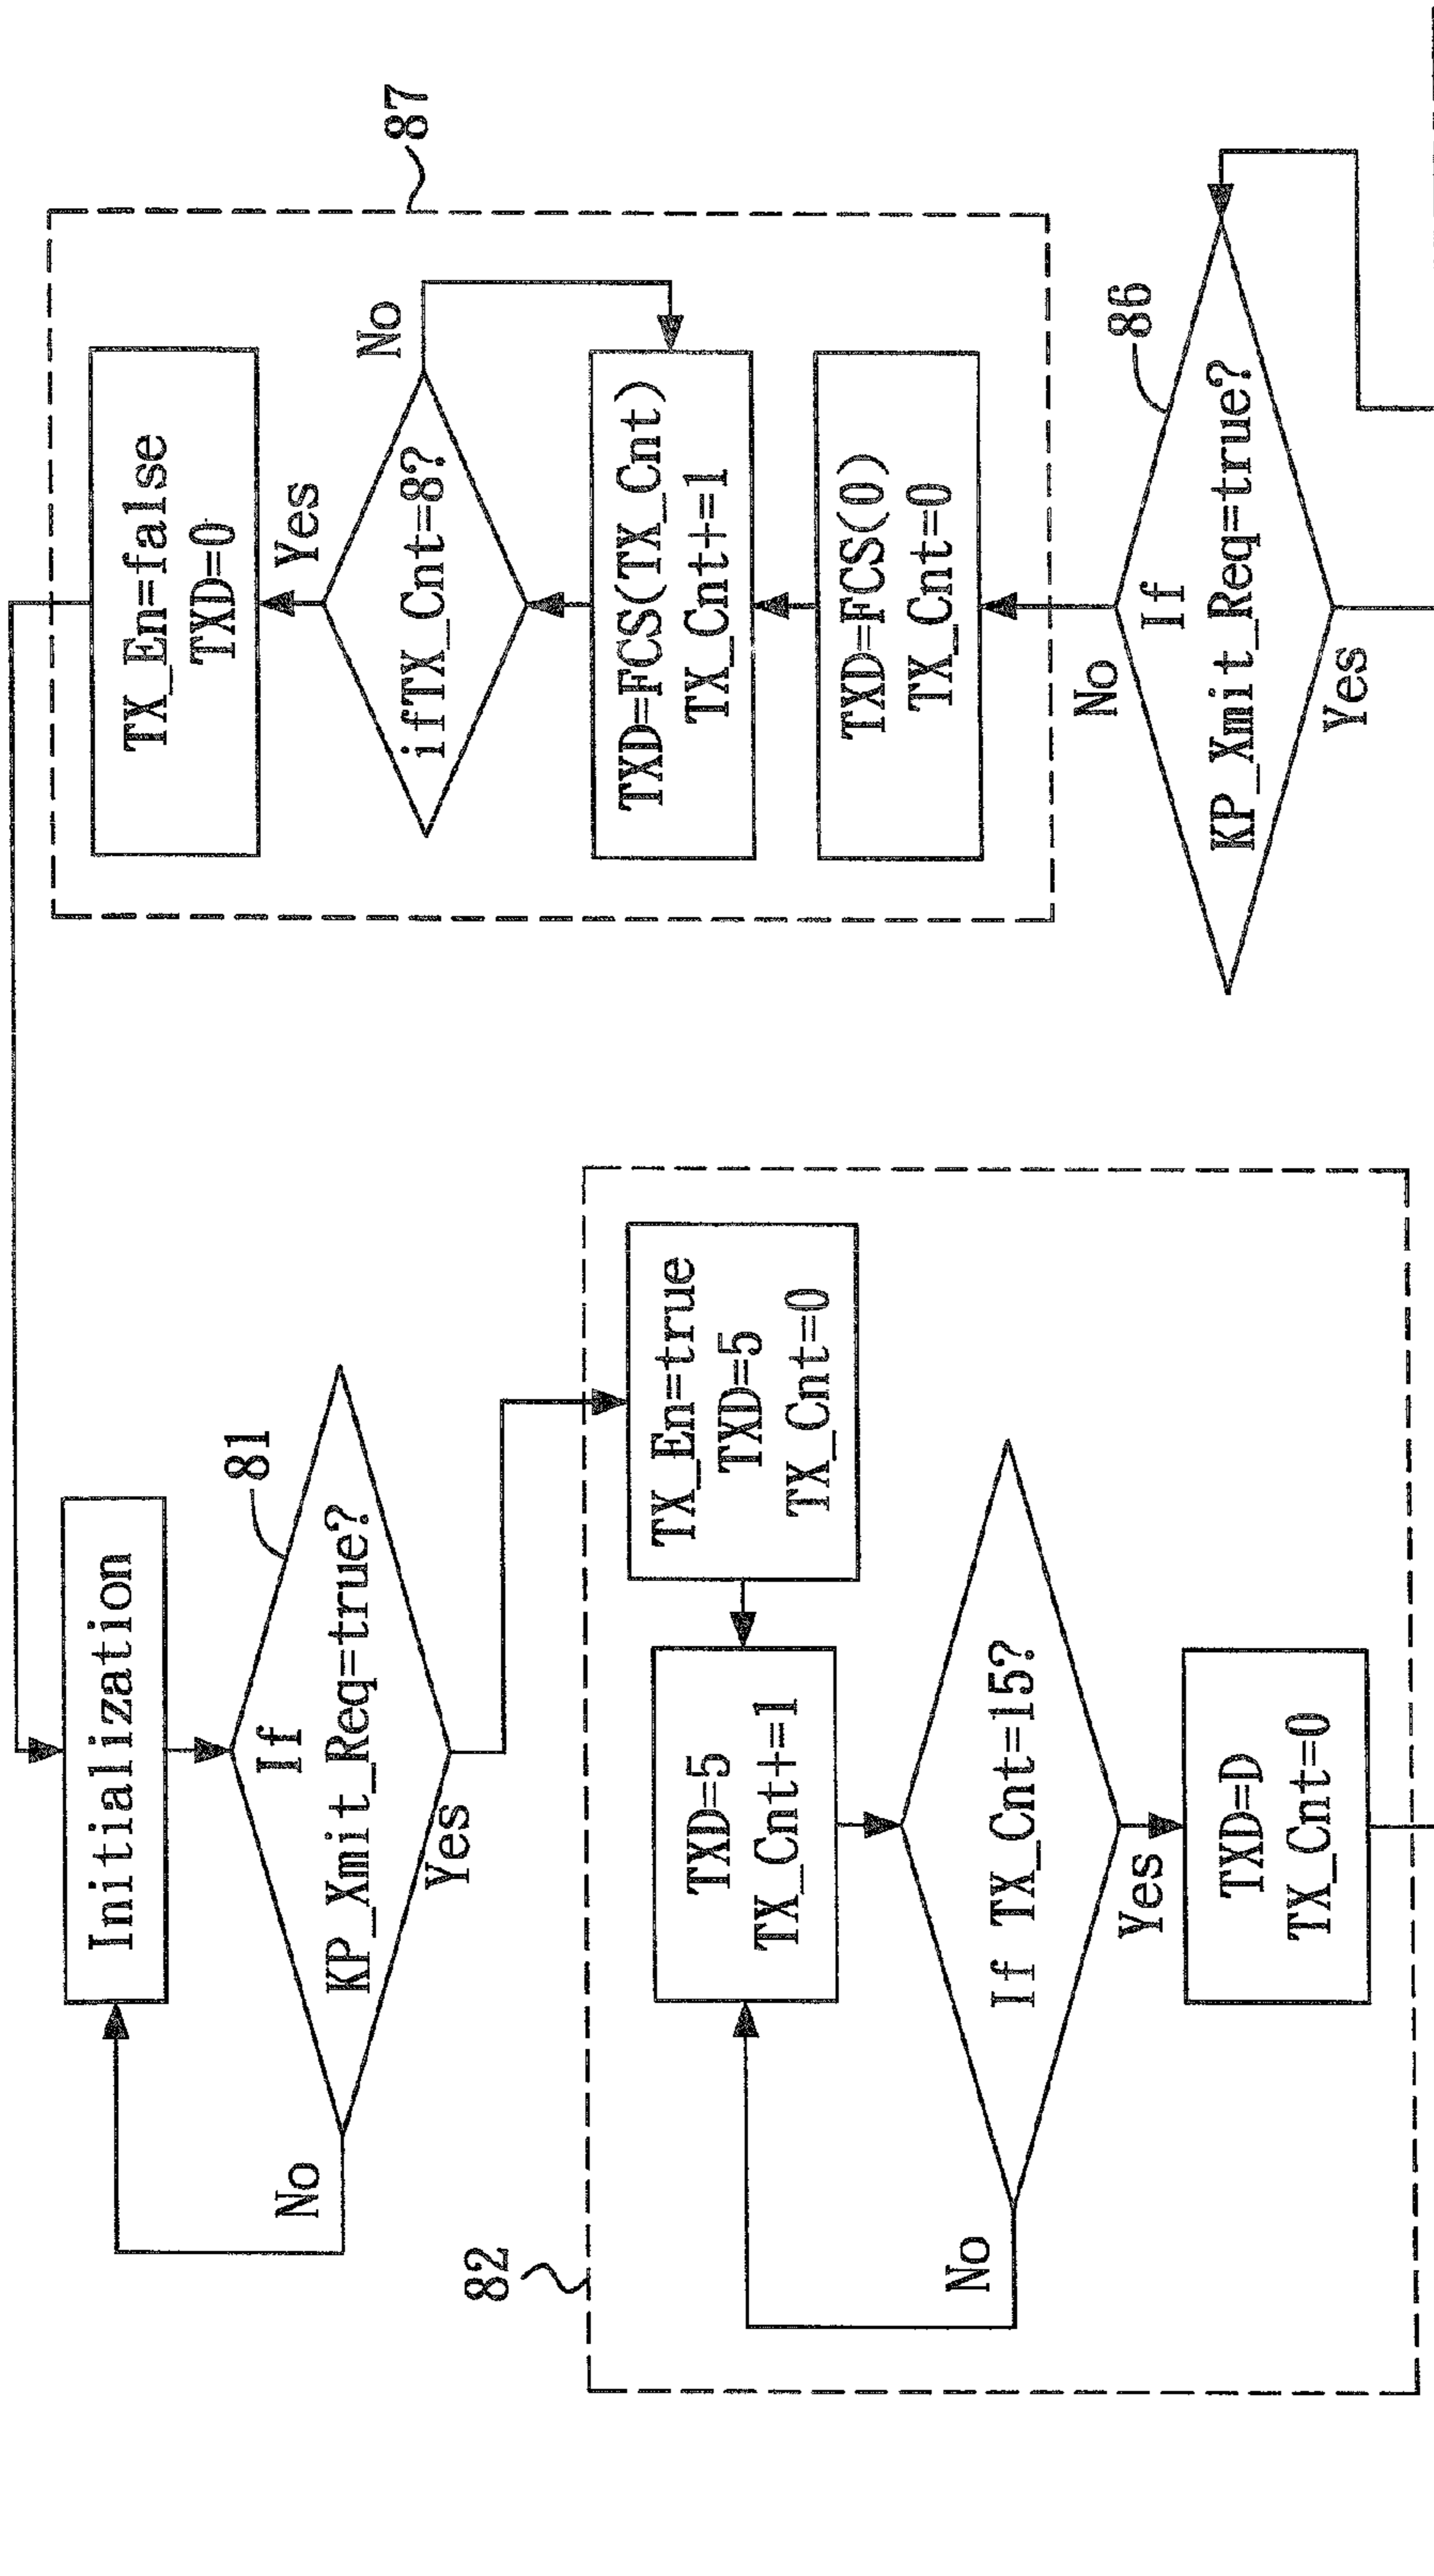 Initialization
81
If
KP_Xmit_Req=true?
No
Yes
82
TX_En=true
TXD=5
TX_Cnt=0
TXD=5
TX_Cnt+=1
If TX_Cnt=15?
No
Yes
TXD=D
TX_Cnt=0
87
TX_En=false
TXD=0
Yes
ifTX_Cnt=8?
No
TXD=FCS(TX_Cnt)
TX_Cnt+=1
TXD=FCS(0)
TX_Cnt=0
No
86
If
KP_Xmit_Req=true?
Yes